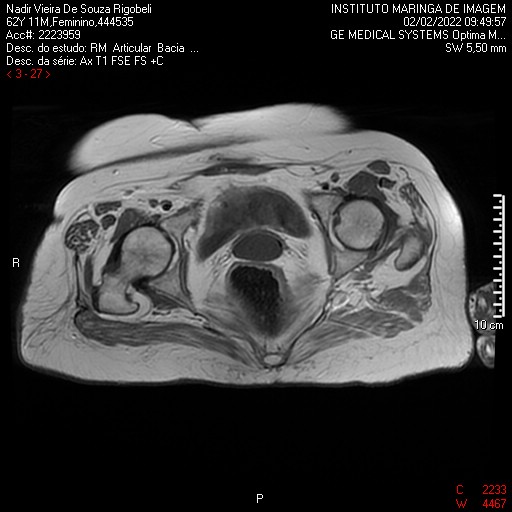 Nadir Vieira De Souza Rigobeli
62Y 11M,Feminino,444535
Acc#: 2223959
Desc. do estudo: RM Articular Bacia ...
Desc. da série: Ax T1 FSE FS +C
< 3 - 27 >
INSTITUTO MARINGA DE IMAGEM
02/02/2022 09:49:57
GE MEDICAL SYSTEMS Optima M...
SW 5,50 mm
R
10 cm
P
C 2233
W 4467